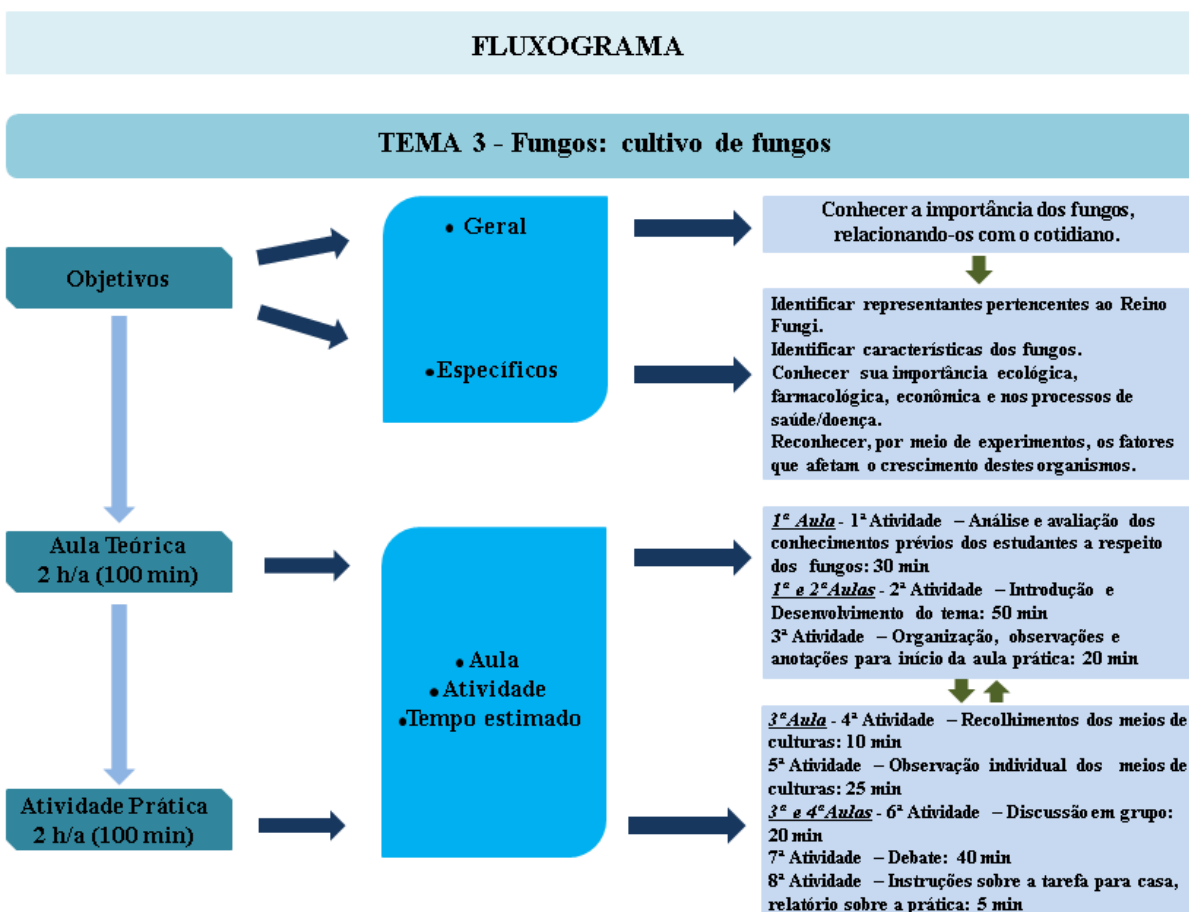 FLUXOGRAMA
TEMA 3 - Fungos: cultivo de fungos
Objetivos
• Geral
• Específicos
Conhecer a importância dos fungos,
relacionando-os com o cotidiano.
Identificar representantes pertencentes ao Reino
Fungi.
Identificar características dos fungos.
Conhecer sua importância ecológica,
farmacológica, econômica e nos processos de
saúde/doença.
Reconhecer, por meio de experimentos, os fatores
que afetam o crescimento destes organismos.
Aula Teórica
2 h/a (100 min)
• Aula
• Atividade
• Tempo estimado
1ª Aula - 1ª Atividade – Análise e avaliação dos
conhecimentos prévios dos estudantes a respeito
dos fungos: 30 min
1ª e 2ª Aulas - 2ª Atividade – Introdução e
Desenvolvimento do tema: 50 min
3ª Atividade – Organização, observações e
anotações para início da aula prática: 20 min
Atividade Prática
2 h/a (100 min)
3ª Aula - 4ª Atividade – Recolhimentos dos meios de
culturas: 10 min
5ª Atividade – Observação individual dos meios de
culturas: 25 min
3ª e 4ª Aulas - 6ª Atividade – Discussão em grupo:
20 min
7ª Atividade – Debate: 40 min
8ª Atividade – Instruções sobre a tarefa para casa,
relatório sobre a prática: 5 min